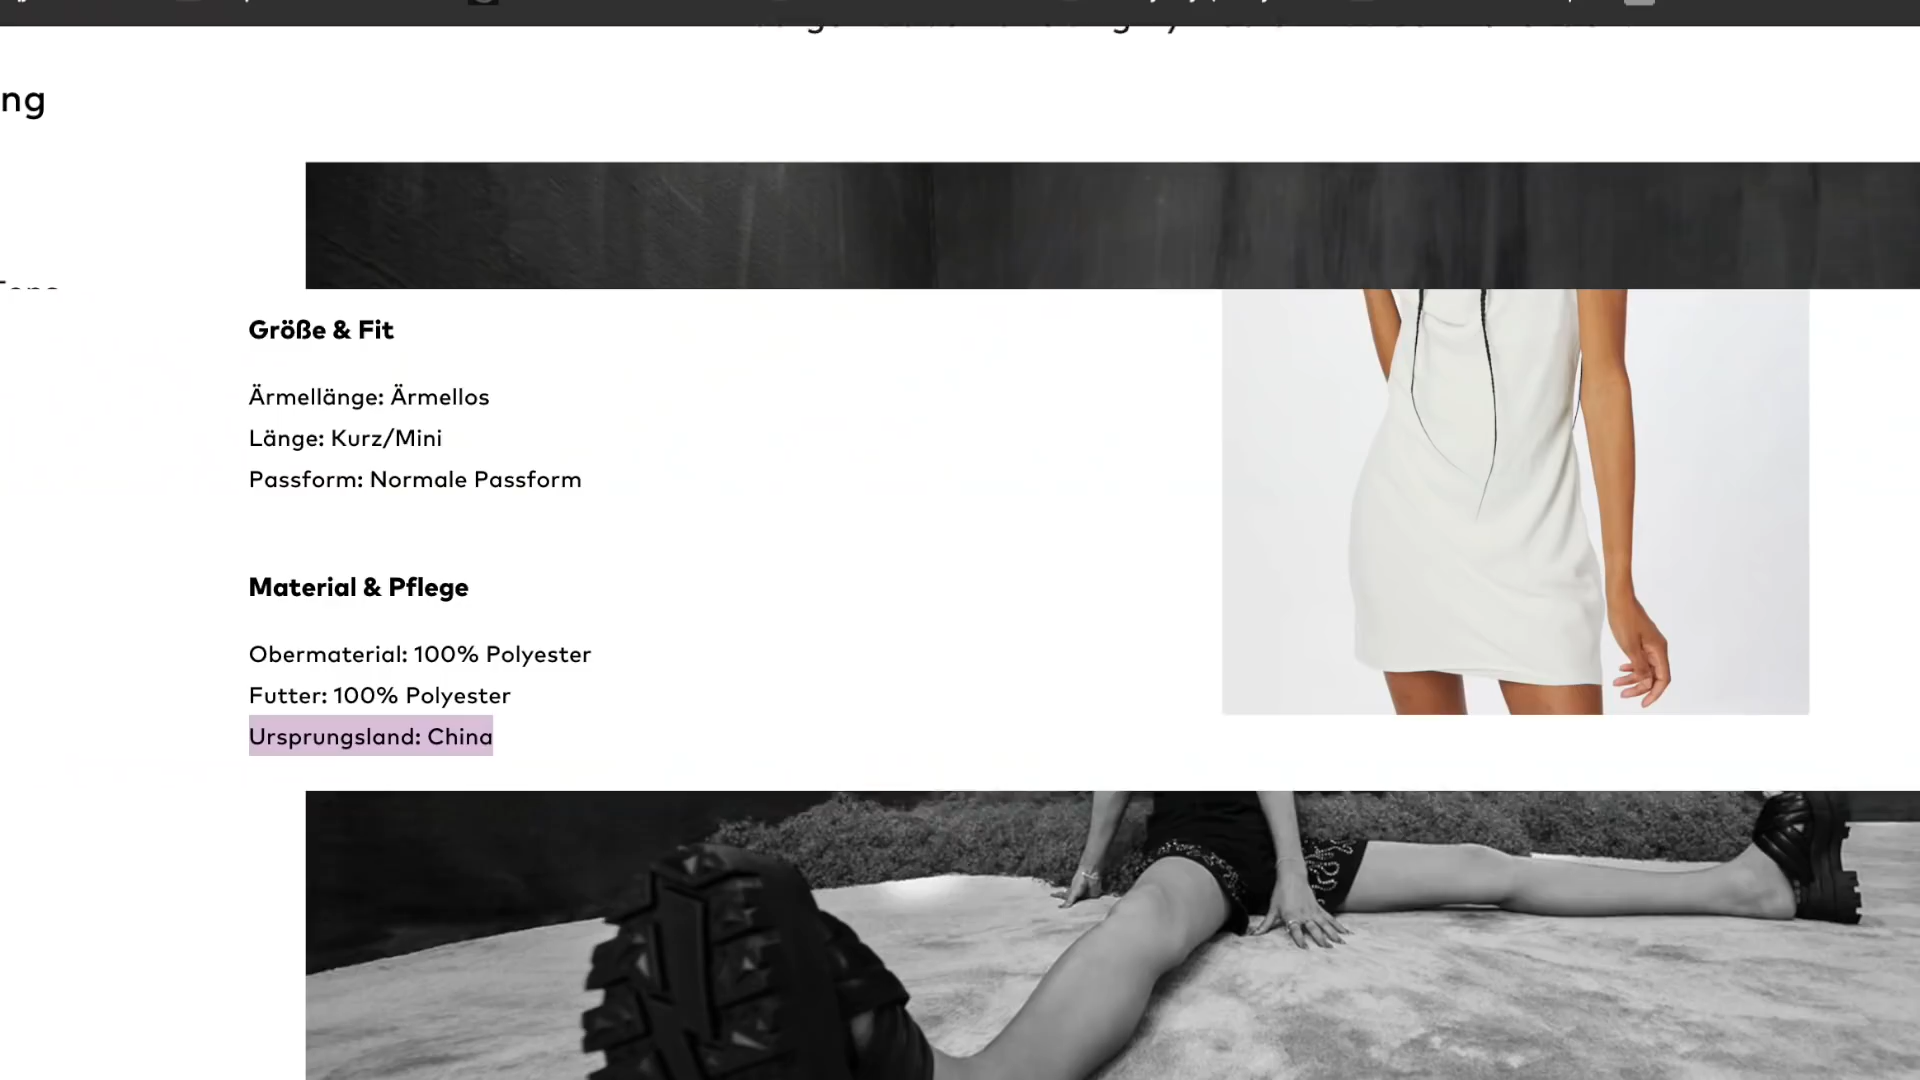 ng
Größe & Fit
Ärmellänge: Ärmellos
Länge: Kurz/Mini
Passform: Normale Passform
Material & Pflege
Obermaterial: 100% Polyester
Futter: 100% Polyester
Ursprungsland: China